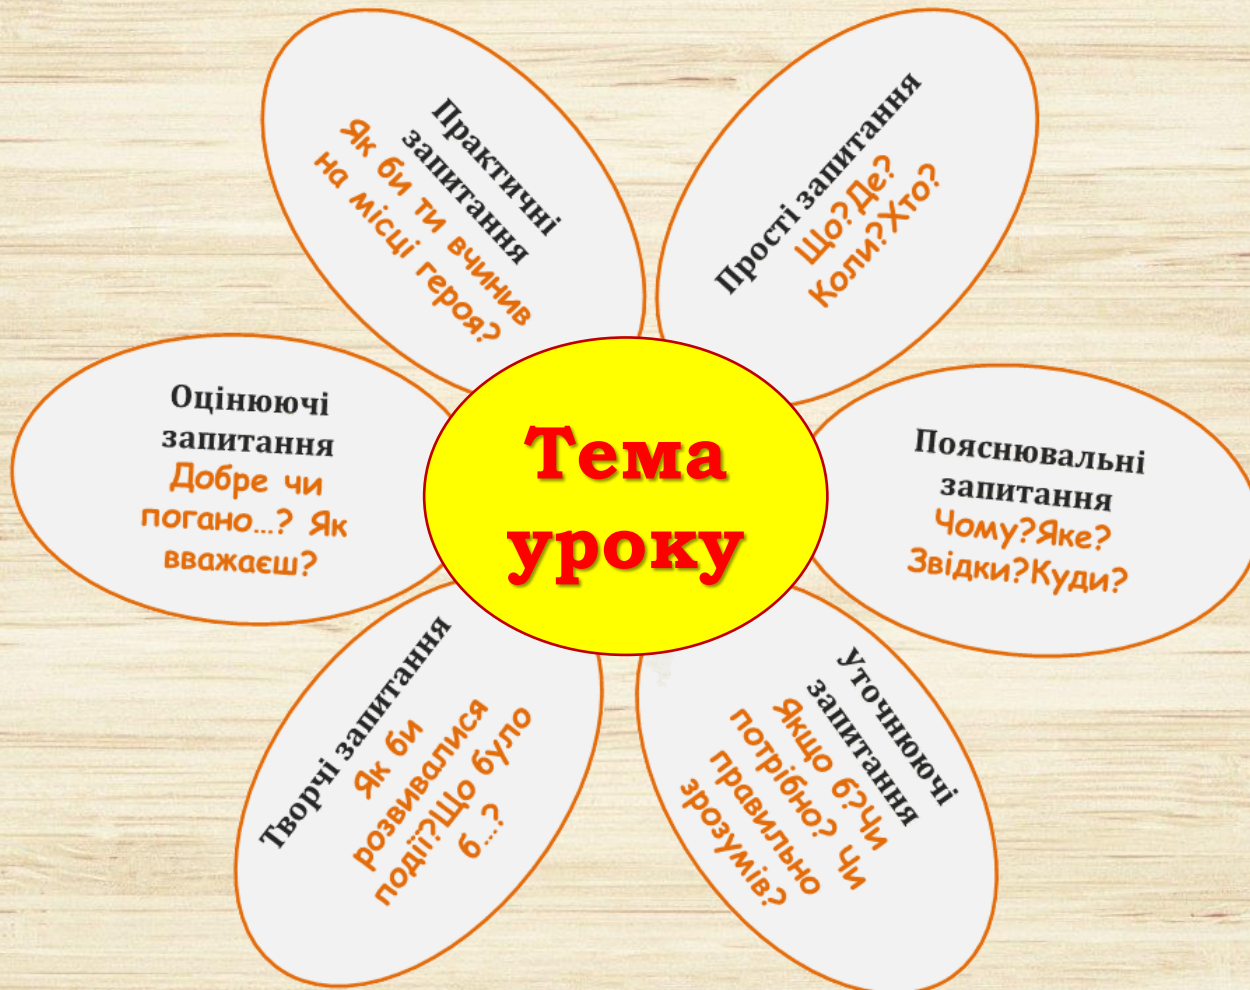 Практичні
запитання
Як би ти вчинив
на місці героя?
Прості запитання
Що?Де?
Коли?Хто?
Оцінюючі
запитання
Добре чи
погано...? Як
вважаєш?
Тема
уроку
Пояснювальні
запитання
Чому?Яке?
Звідки?Куди?
Творчі запитання
Як би
розвивалися
події?Що було
б...?
Уточнюючі
запитання
Якщо б?Чи
потрібно? Чи
правильно
зрозумів?